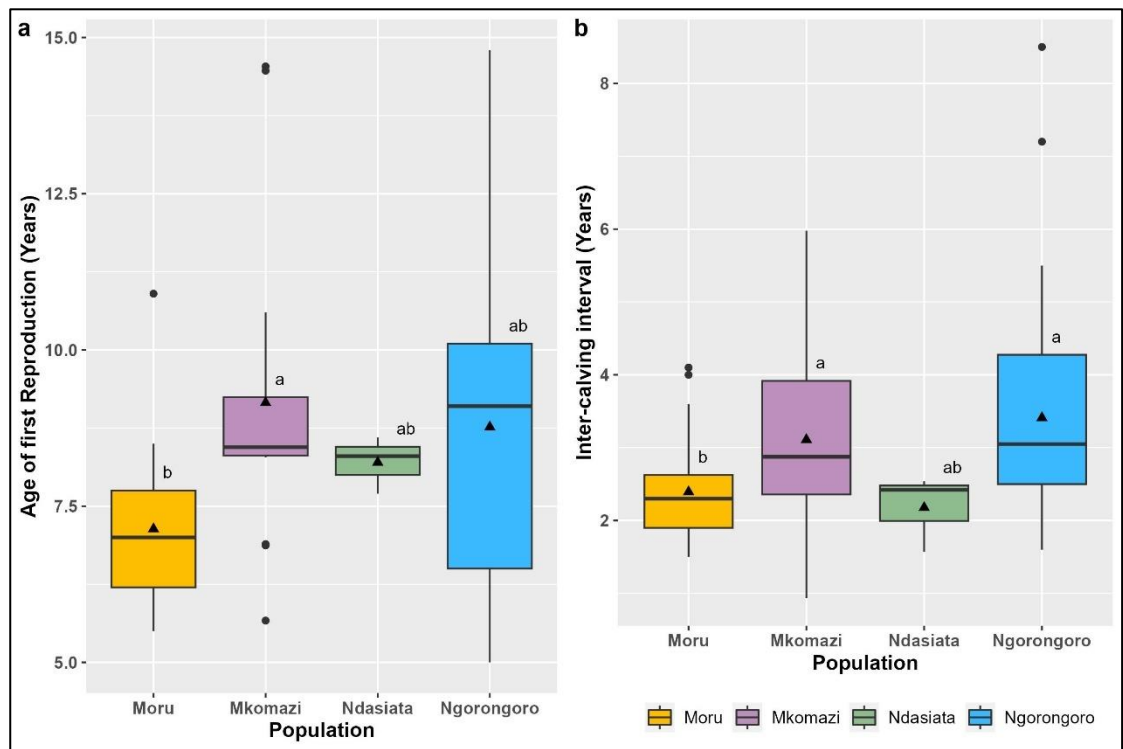 a
Age of first Reproduction (Years)
15.0
12.5
10.0
7.5
5.0
b
a
ab
ab
Moru Mkomazi Ndasiata Ngorongoro
Population
b
Inter-calving interval (Years)
8
6
4
2
b
a
ab
a
Moru Mkomazi Ndasiata Ngorongoro
Population
Moru Mkomazi Ndasiata Ngorongoro